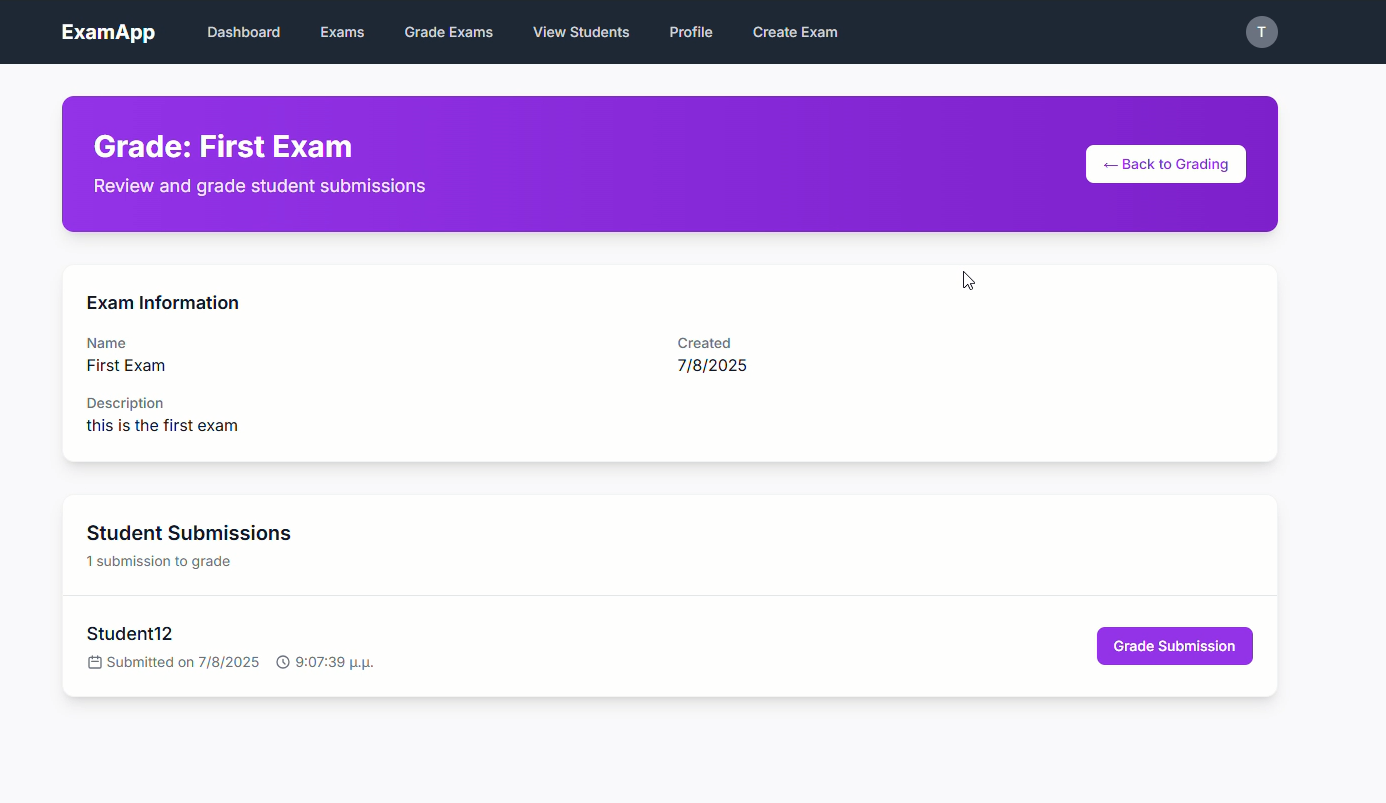 ExamApp Dashboard Exams Grade Exams View Students Profile Create Exam T
Grade: First Exam
Review and grade student submissions
← Back to Grading
Exam Information
Name
First Exam
Created
7/8/2025
Description
this is the first exam
Student Submissions
1 submission to grade
Student12
Submitted on 7/8/2025 9:07:39 μ.μ.
Grade Submission